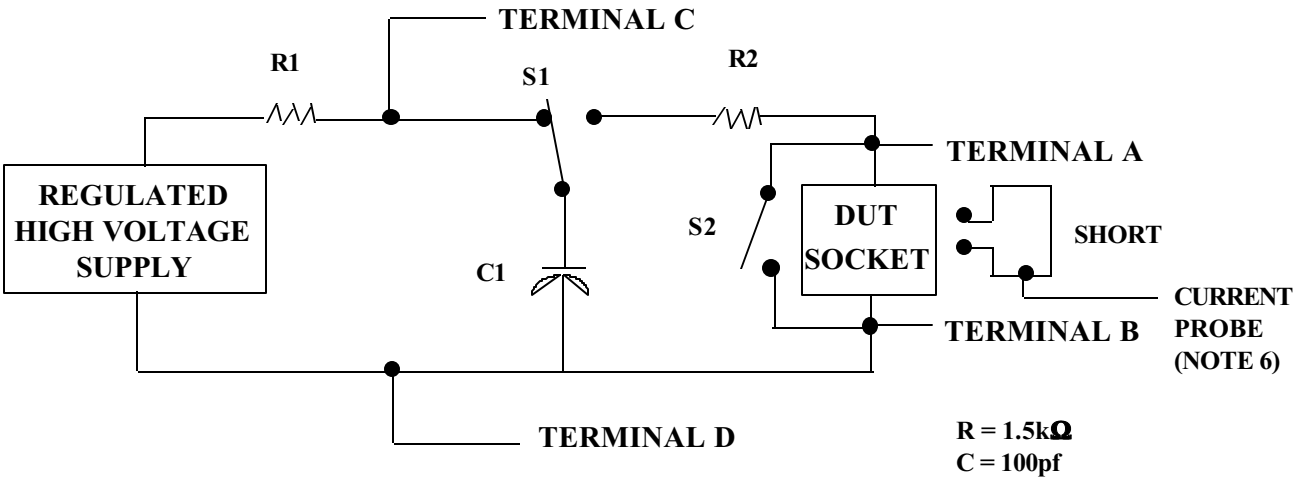 TERMINAL C
R1
S1
R2
TERMINAL A
REGULATED
HIGH VOLTAGE
SUPPLY
S2
DUT
SOCKET
SHORT
C1
CURRENT
PROBE
(NOTE 6)
TERMINAL B
TERMINAL D
R = 1.5kΩ
C = 100pf